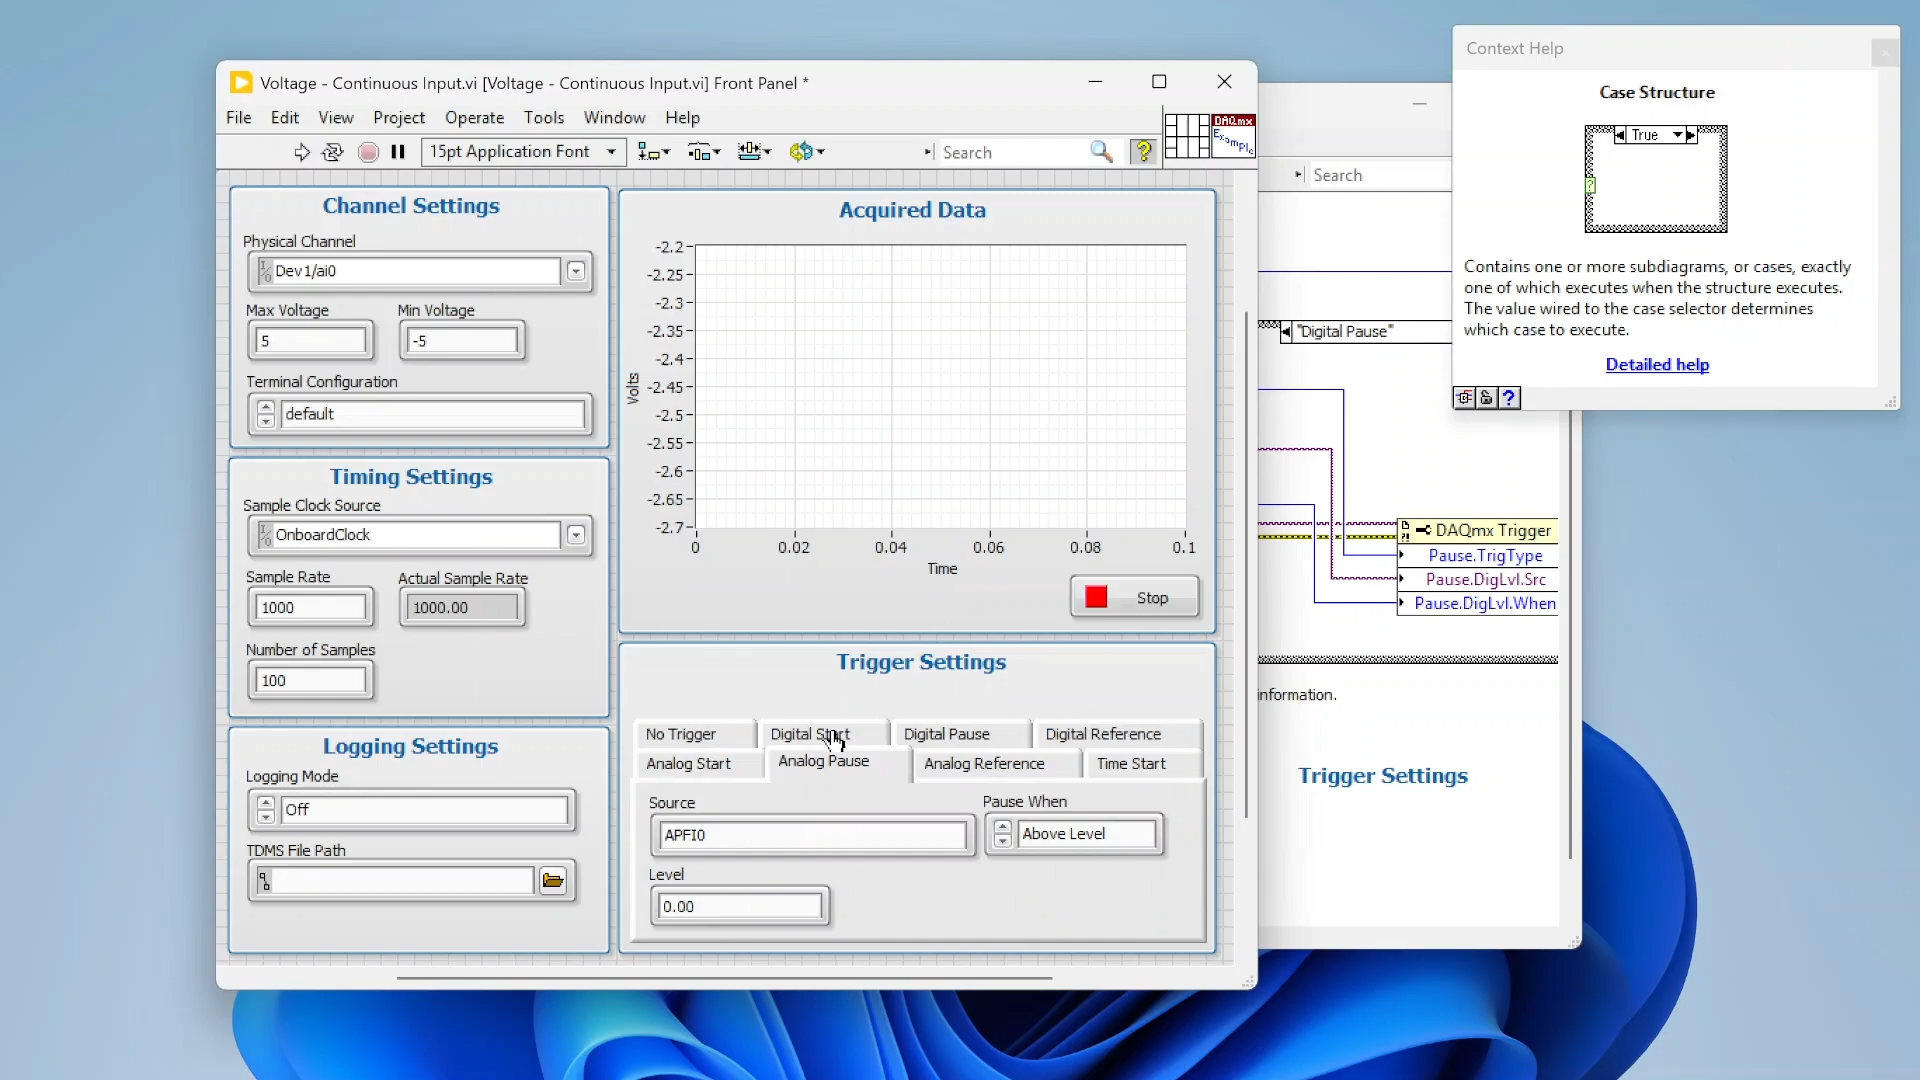 Voltage - Continuous Input.vi [Voltage - Continuous Input.vi] Front Panel *
File Edit View Project Operate Tools Window Help
15pt Application Font
Search
?
DAQmx
Example
Channel Settings
Physical Channel
Dev1/ai0
Max Voltage Min Voltage
5 -5
Terminal Configuration
default
Timing Settings
Sample Clock Source
OnboardClock
Sample Rate Actual Sample Rate
1000 1000.00
Number of Samples
100
Logging Settings
Logging Mode
Off
TDMS File Path
Acquired Data
Volts
-2.2
-2.25
-2.3
-2.35
-2.4
-2.45
-2.5
-2.55
-2.6
-2.65
-2.7
0 0.02 0.04 0.06 0.08 0.1
Time
Stop
Trigger Settings
No Trigger Digital Start Digital Pause Digital Reference
Analog Start Analog Pause Analog Reference Time Start
Source
APFI0
Pause When
Above Level
Level
0.00
Search
"Digital Pause"
DAQmx Trigger
Pause.TrigType
Pause.DigLvl.Src
Pause.DigLvl.When
information.
Trigger Settings
Context Help
Case Structure
True
?
Contains one or more subdiagrams, or cases, exactly
one of which executes when the structure executes.
The value wired to the case selector determines
which case to execute.
Detailed help
?